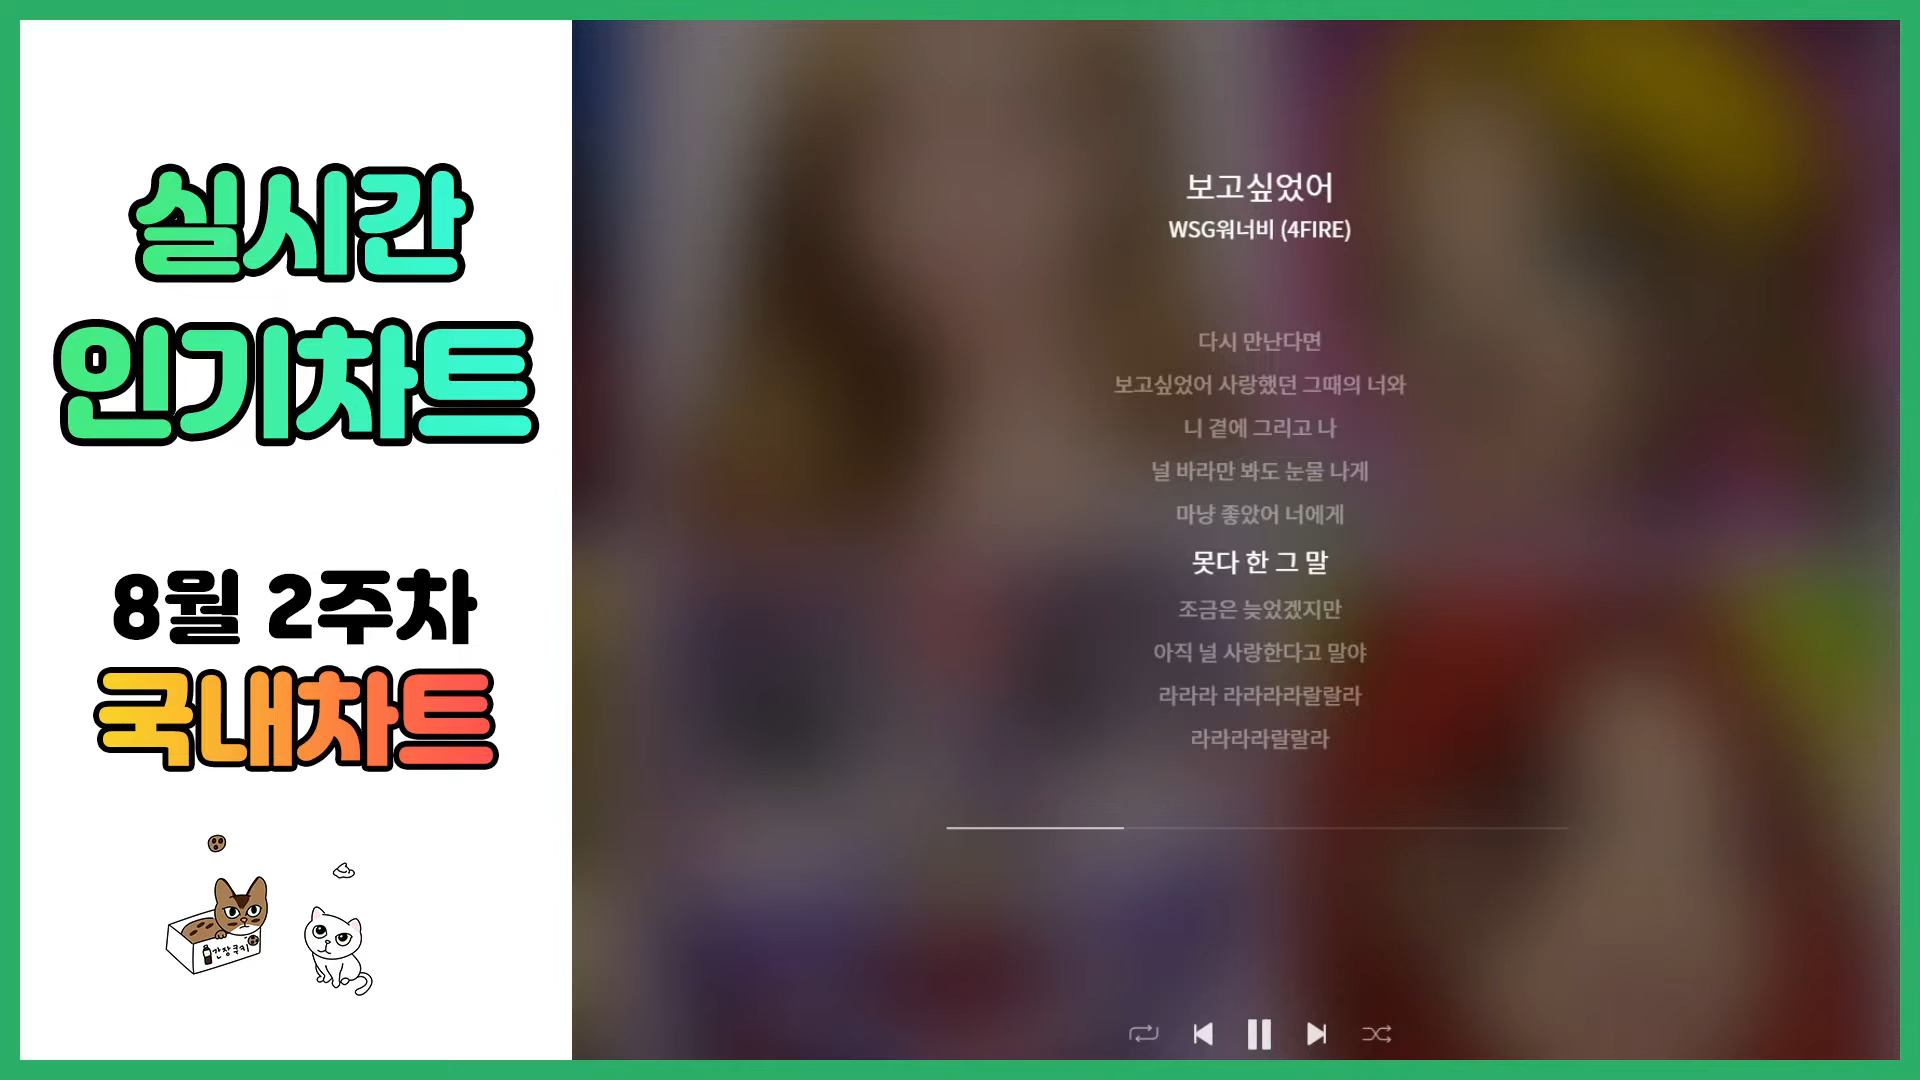 실시간
인기차트
8월 2주차
국내차트
간장쿠키
보고싶었어
WSG워너비 (4FIRE)
다시 만난다면
보고싶었어 사랑했던 그때의 너와
니 곁에 그리고 나
널 바라만 봐도 눈물 나게
마냥 좋았어 너에게
못다 한 그 말
조금은 늦었겠지만
아직 널 사랑한다고 말야
라라라 라라라라랄랄라
라라라라랄랄라